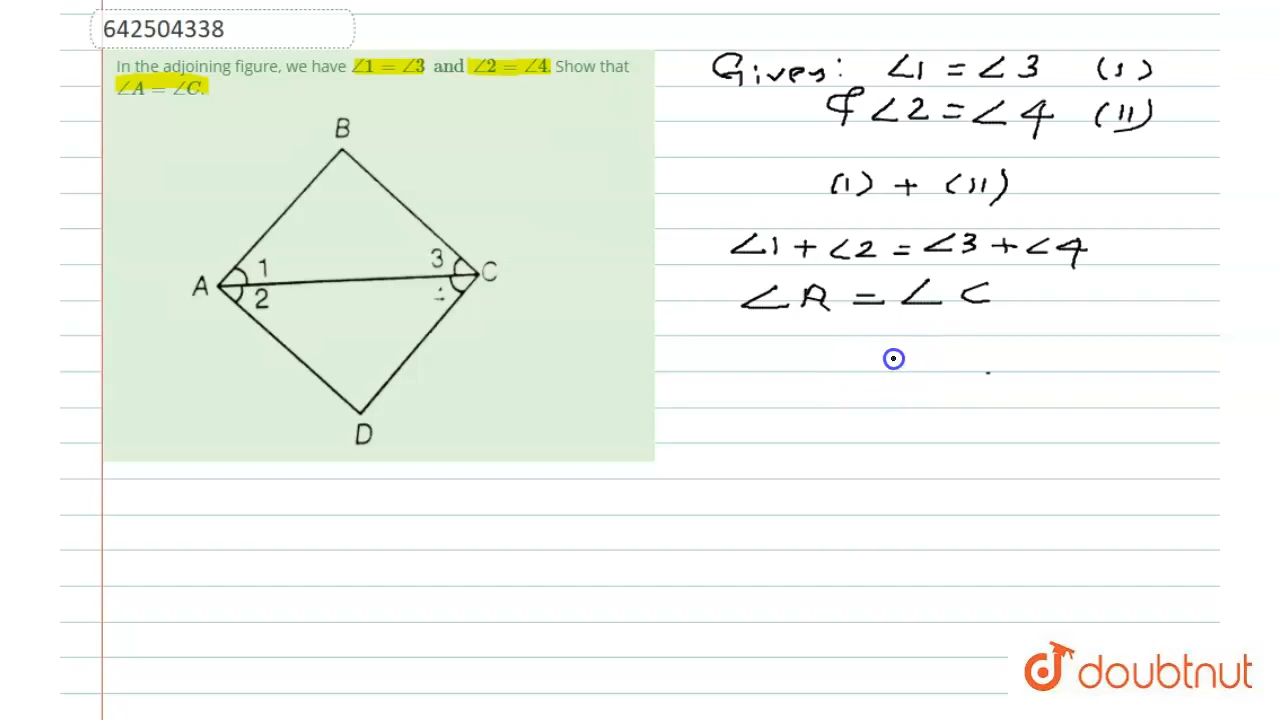 642504338
In the adjoining figure, we have ∠1 = ∠3 and ∠2 = ∠4. Show that
∠A = ∠C.
B
A
1
2
3
C
D
Given: ∠1 = ∠3 (I)
& ∠2 = ∠4 (II)
(I) + (II)
∠1 + ∠2 = ∠3 + ∠4
∠A = ∠C
doubtnut